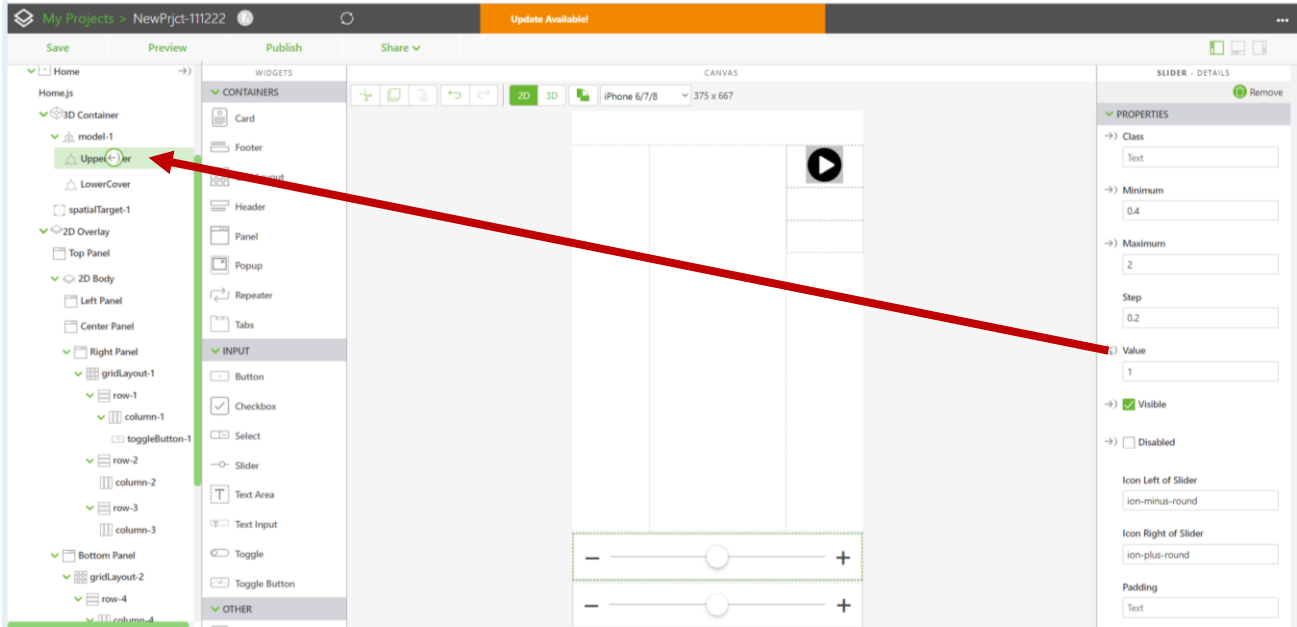 My Projects > NewPrjct-111222
Update Available!
Save Preview Publish Share
Home
Home.js
3D Container
model-1
LowerCover
spatialTarget-1
2D Overlay
Top Panel
2D Body
Left Panel
Center Panel
Right Panel
gridLayout-1
row-1
column-1
toggleButton-1
row-2
column-2
row-3
column-3
Bottom Panel
gridLayout-2
row-4
column-4
WIDGETS
CONTAINERS
Card
Footer
Header
Panel
Popup
Repeater
Tabs
INPUT
Button
Checkbox
Select
Slider
Text Area
Text Input
Toggle
Toggle Button
OTHER
CANVAS
2D 3D iPhone 6/7/8 375 x 667
SLIDER - DETAILS
Remove
PROPERTIES
Class
Text
Minimum
0.4
Maximum
2
Step
0.2
Value
1
Visible
Disabled
Icon Left of Slider
ion-minus-round
Icon Right of Slider
ion-plus-round
Padding
Text